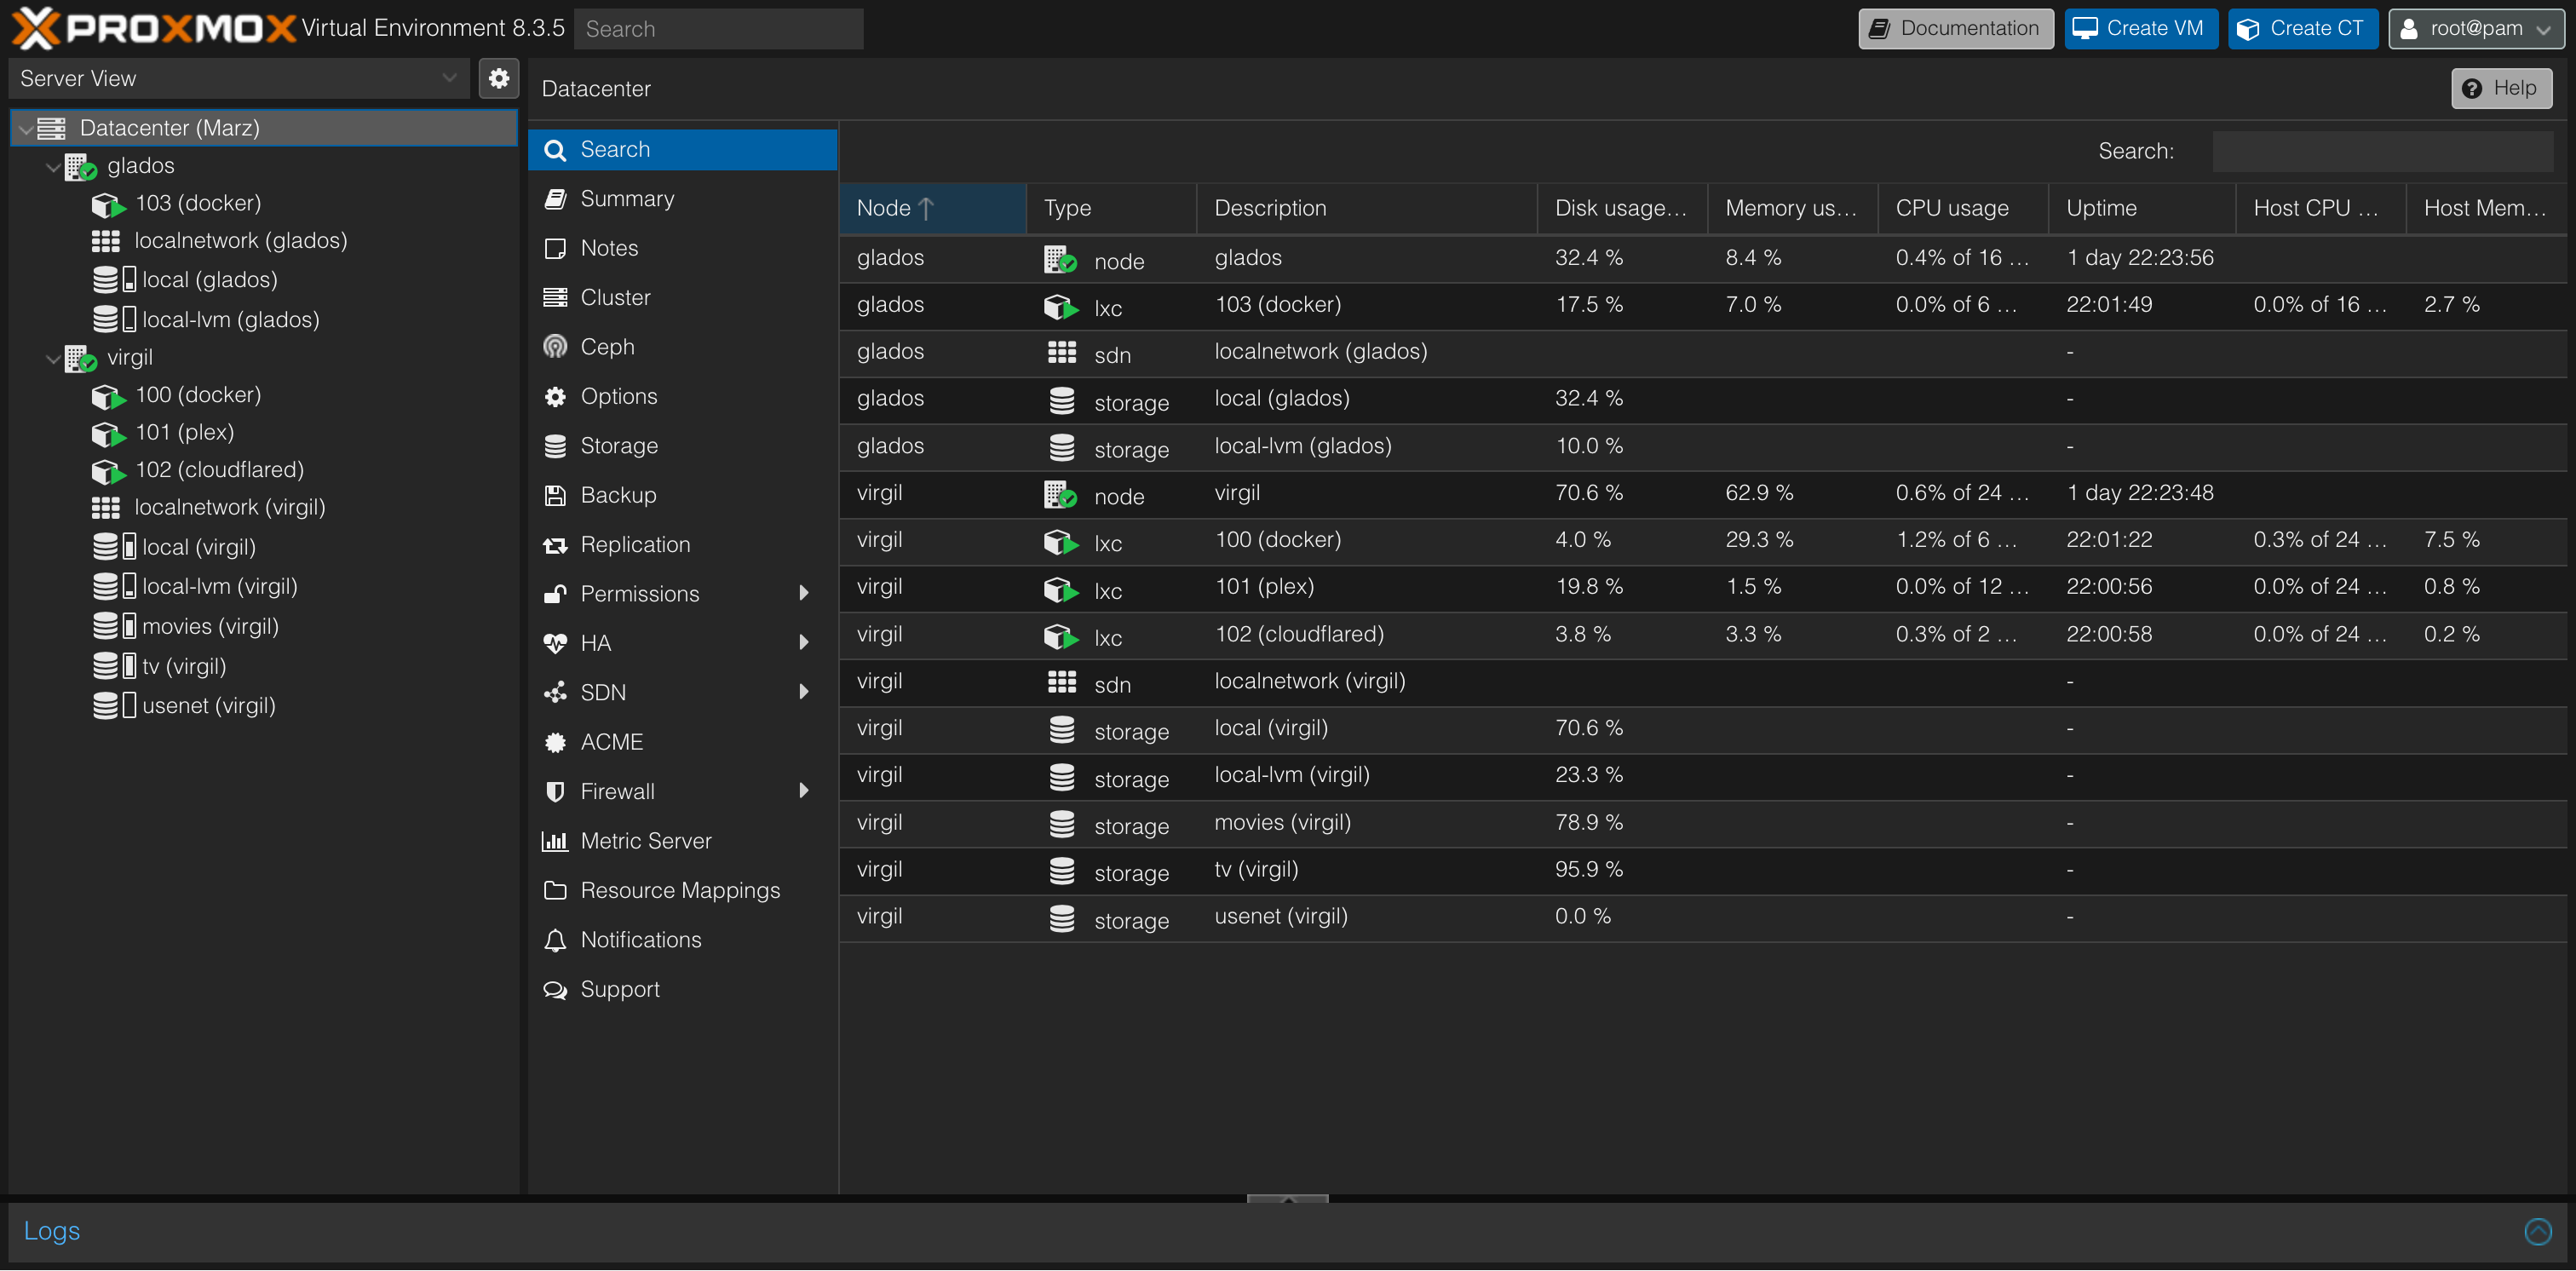 PROXMOX Virtual Environment 8.3.5 Search Documentation Create VM Create CT root@pam
Server View
Datacenter (Marz)
glados
103 (docker)
localnetwork (glados)
local (glados)
local-lvm (glados)
virgil
100 (docker)
101 (plex)
102 (cloudflared)
localnetwork (virgil)
local (virgil)
local-lvm (virgil)
movies (virgil)
tv (virgil)
usenet (virgil)
Datacenter Help
Search
Summary
Notes
Cluster
Ceph
Options
Storage
Backup
Replication
Permissions
HA
SDN
ACME
Firewall
Metric Server
Resource Mappings
Notifications
Support
Search:
Node Type Description Disk usage... Memory us... CPU usage Uptime Host CPU ... Host Mem...
glados node glados 32.4 % 8.4 % 0.4% of 16 ... 1 day 22:23:56
glados lxc 103 (docker) 17.5 % 7.0 % 0.0% of 6 ... 22:01:49 0.0% of 16 ... 2.7 %
glados sdn localnetwork (glados) -
glados storage local (glados) 32.4 % -
glados storage local-lvm (glados) 10.0 % -
virgil node virgil 70.6 % 62.9 % 0.6% of 24 ... 1 day 22:23:48
virgil lxc 100 (docker) 4.0 % 29.3 % 1.2% of 6 ... 22:01:22 0.3% of 24 ... 7.5 %
virgil lxc 101 (plex) 19.8 % 1.5 % 0.0% of 12 ... 22:00:56 0.0% of 24 ... 0.8 %
virgil lxc 102 (cloudflared) 3.8 % 3.3 % 0.3% of 2 ... 22:00:58 0.0% of 24 ... 0.2 %
virgil sdn localnetwork (virgil) -
virgil storage local (virgil) 70.6 % -
virgil storage local-lvm (virgil) 23.3 % -
virgil storage movies (virgil) 78.9 % -
virgil storage tv (virgil) 95.9 % -
virgil storage usenet (virgil) 0.0 % -
Logs